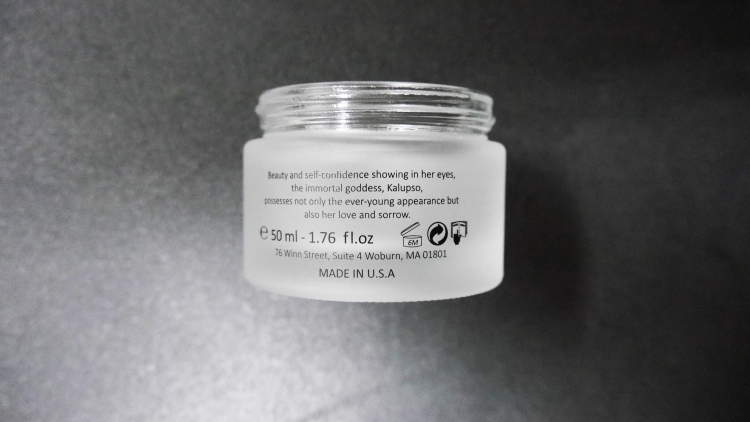 Beauty and self-confidence showing in her eyes,
the immortal goddess, Kalupso,
possesses not only the ever-young appearance but
also her love and sorrow.
℮ 50 ml - 1.76 fl.oz 6M
76 Winn Street, Suite 4 Woburn, MA 01801
MADE IN U.S.A